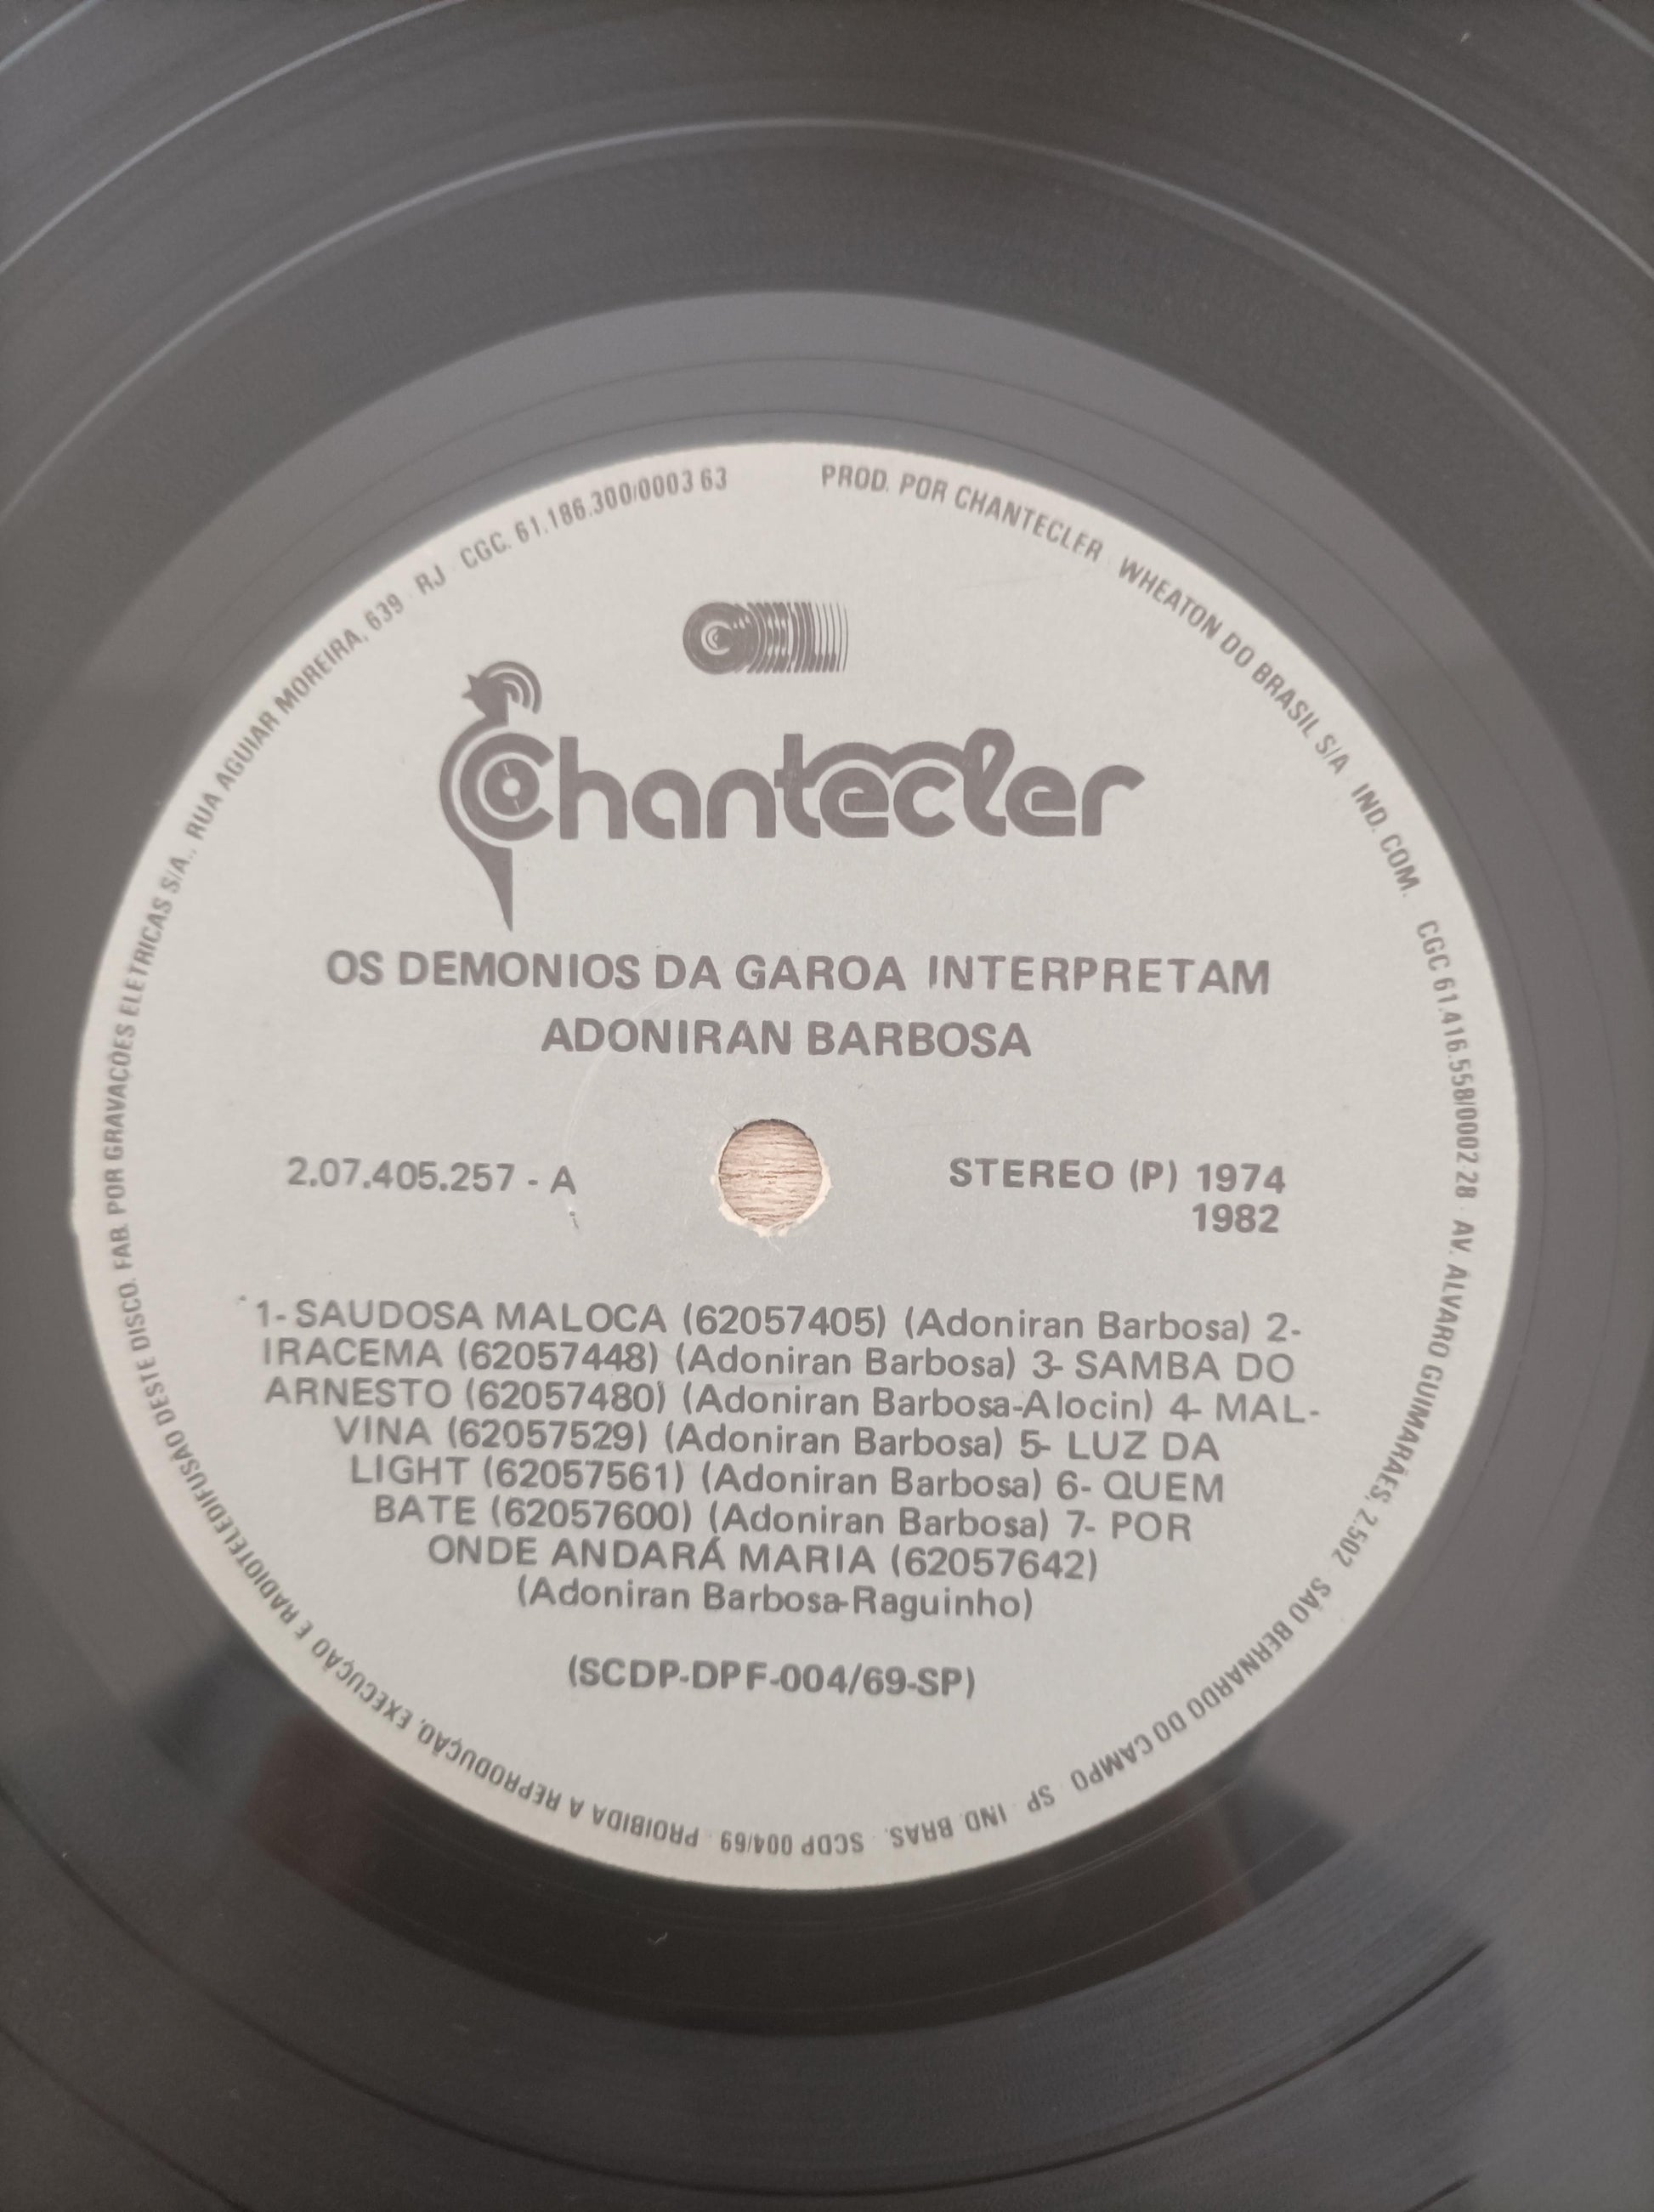 PROD. POR CHANTECLER · WHEATON DO BRASIL S/A IND. COM. CGC 61.416.558/0002 28 · AV. ALVARO GUIMARÃES, 2.502 SÃO BERNARDO DO CAMPO · SP · IND. BRAS. · SCDP 004/69 · PROIBIDA A REPRODUÇÃO, EXECUÇÃO E RADIOTELEDIFUSÃO DESTE DISCO. FAB. POR GRAVAÇÕES ELETRICAS S/A., RUA AGUIAR MOREIRA, 639 · RJ · CGC. 61.186.300/0003 63
Chantecler
OS DEMONIOS DA GAROA INTERPRETAM
ADONIRAN BARBOSA
2.07.405.257 - A
STEREO (P) 1974
1982
1- SAUDOSA MALOCA (62057405) (Adoniran Barbosa) 2-
IRACEMA (62057448) (Adoniran Barbosa) 3- SAMBA DO
ARNESTO (62057480) (Adoniran Barbosa-Alocin) 4- MAL-
VINA (62057529) (Adoniran Barbosa) 5- LUZ DA
LIGHT (62057561) (Adoniran Barbosa) 6- QUEM
BATE (62057600) (Adoniran Barbosa) 7- POR
ONDE ANDARÁ MARIA (62057642)
(Adoniran Barbosa-Raguinho)
(SCDP-DPF-004/69-SP)